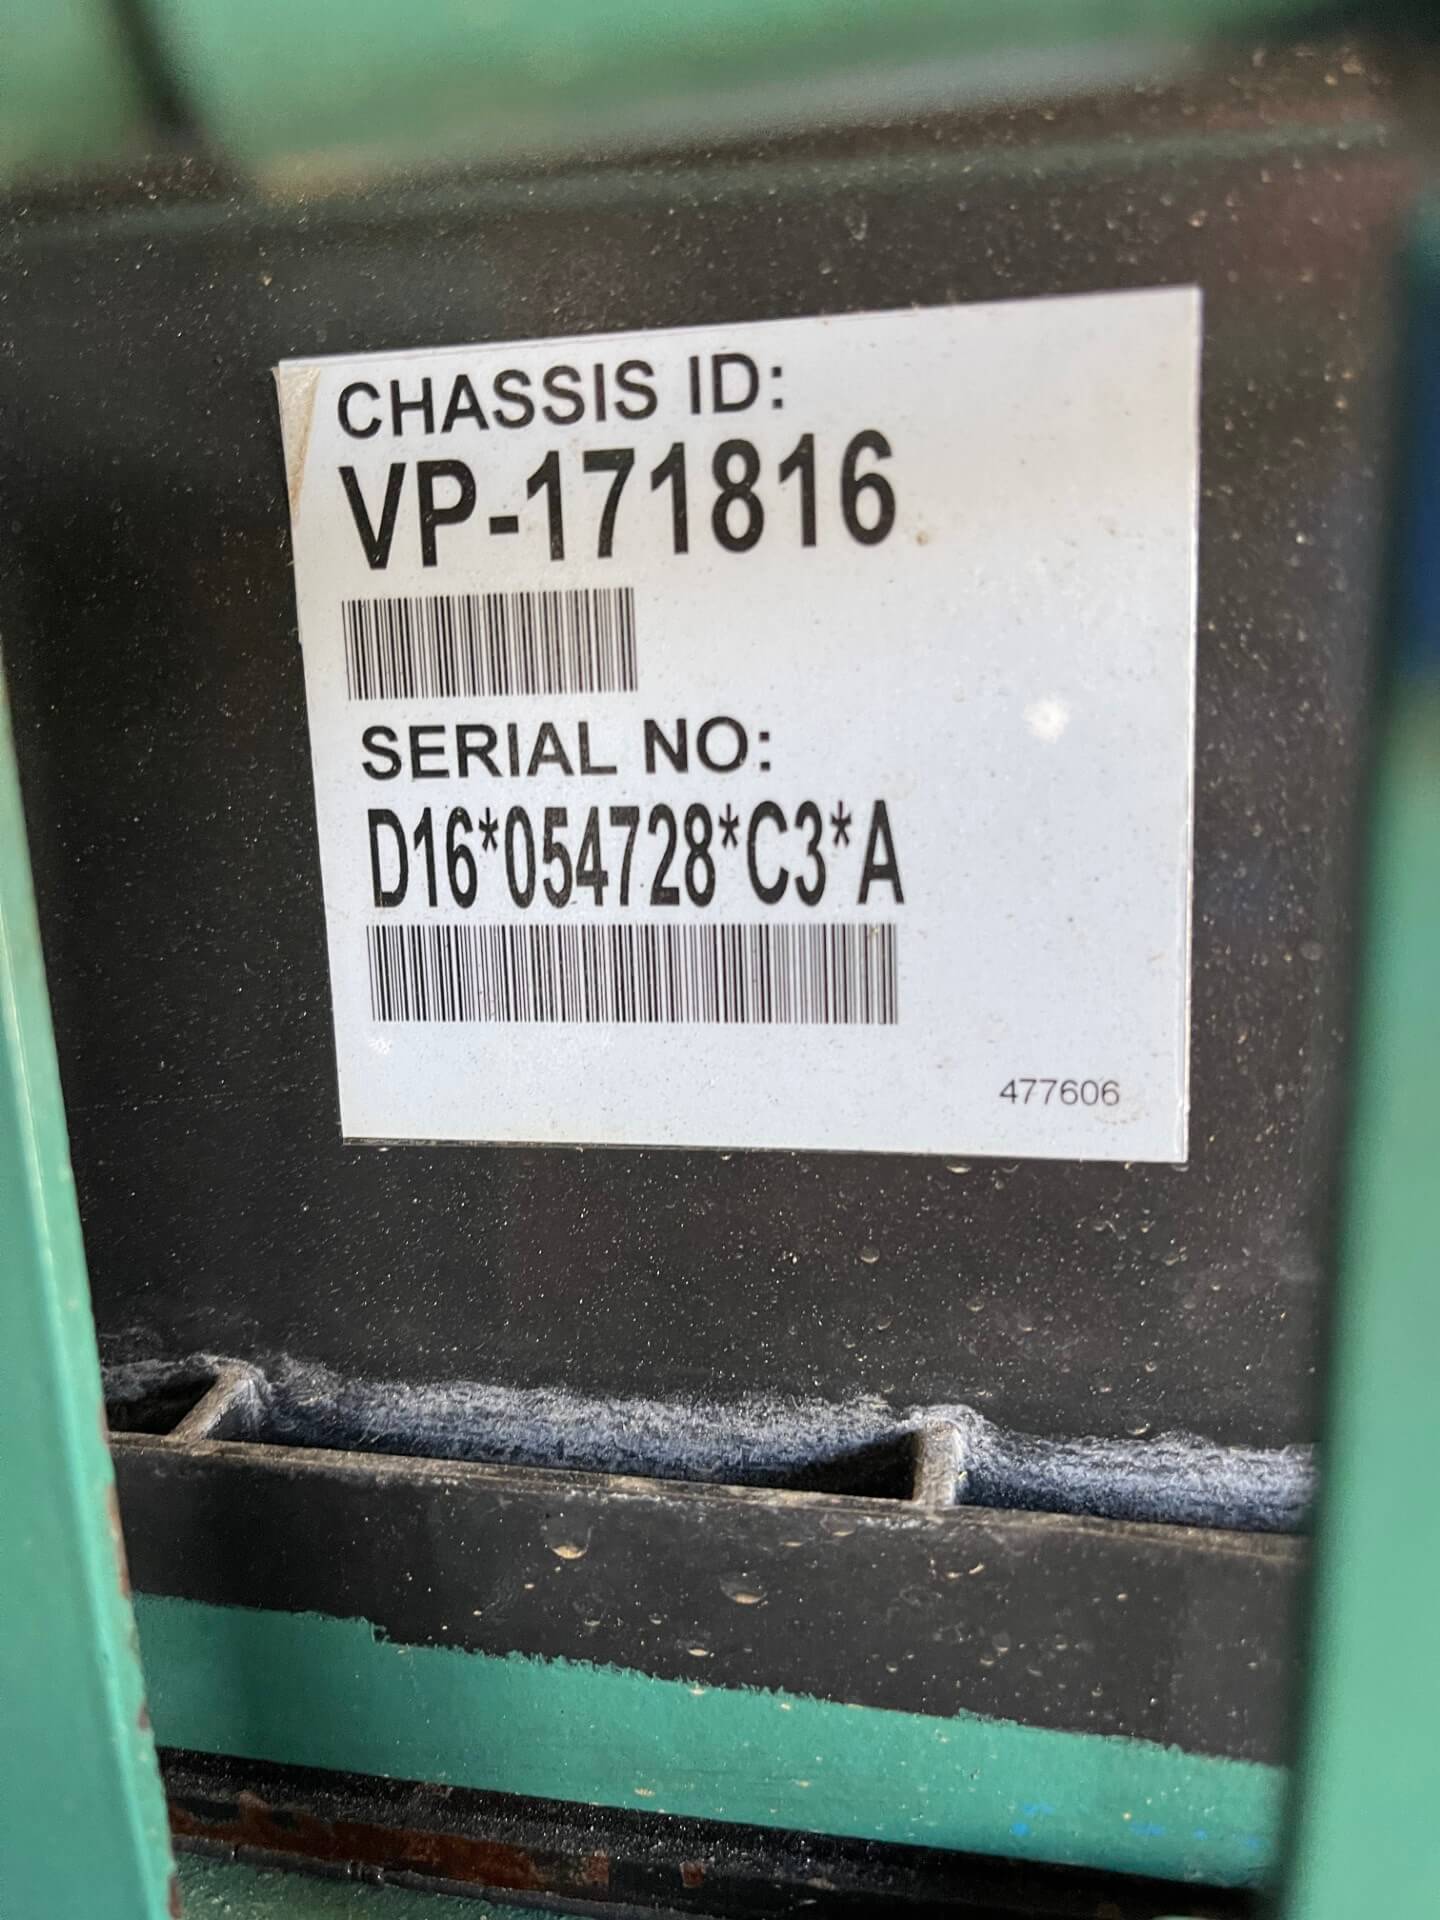 CHASSIS ID:
VP-171816
SERIAL NO:
D16*054728*C3*A
477606